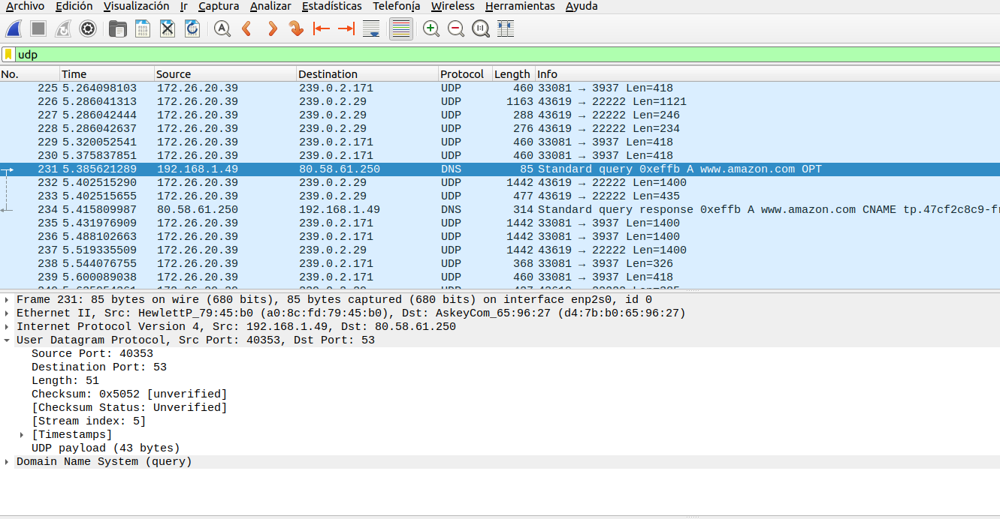 Archivo Edición Visualización Ir Captura Analizar Estadísticas Telefonía Wireless Herramientas Ayuda
udp
No. Time Source Destination Protocol Length Info
225 5.264098103 172.26.20.39 239.0.2.171 UDP 460 33081 → 3937 Len=418
226 5.286041313 172.26.20.39 239.0.2.29 UDP 1163 43619 → 22222 Len=1121
227 5.286042444 172.26.20.39 239.0.2.29 UDP 288 43619 → 22222 Len=246
228 5.286042637 172.26.20.39 239.0.2.29 UDP 276 43619 → 22222 Len=234
229 5.320052541 172.26.20.39 239.0.2.171 UDP 460 33081 → 3937 Len=418
230 5.375837851 172.26.20.39 239.0.2.171 UDP 460 33081 → 3937 Len=418
231 5.385621289 192.168.1.49 80.58.61.250 DNS 85 Standard query 0xeffb A www.amazon.com OPT
232 5.402515290 172.26.20.39 239.0.2.29 UDP 1442 43619 → 22222 Len=1400
233 5.402515655 172.26.20.39 239.0.2.29 UDP 477 43619 → 22222 Len=435
234 5.415809987 80.58.61.250 192.168.1.49 DNS 314 Standard query response 0xeffb A www.amazon.com CNAME tp.47cf2c8c9-f
235 5.431976909 172.26.20.39 239.0.2.171 UDP 1442 33081 → 3937 Len=1400
236 5.488102663 172.26.20.39 239.0.2.171 UDP 1442 33081 → 3937 Len=1400
237 5.519335509 172.26.20.39 239.0.2.29 UDP 1442 43619 → 22222 Len=1400
238 5.544076755 172.26.20.39 239.0.2.171 UDP 368 33081 → 3937 Len=326
239 5.600089038 172.26.20.39 239.0.2.171 UDP 460 33081 → 3937 Len=418
Frame 231: 85 bytes on wire (680 bits), 85 bytes captured (680 bits) on interface enp2s0, id 0
Ethernet II, Src: HewlettP_79:45:b0 (a0:8c:fd:79:45:b0), Dst: AskeyCom_65:96:27 (d4:7b:b0:65:96:27)
Internet Protocol Version 4, Src: 192.168.1.49, Dst: 80.58.61.250
User Datagram Protocol, Src Port: 40353, Dst Port: 53
Source Port: 40353
Destination Port: 53
Length: 51
Checksum: 0x5052 [unverified]
[Checksum Status: Unverified]
[Stream index: 5]
[Timestamps]
UDP payload (43 bytes)
Domain Name System (query)